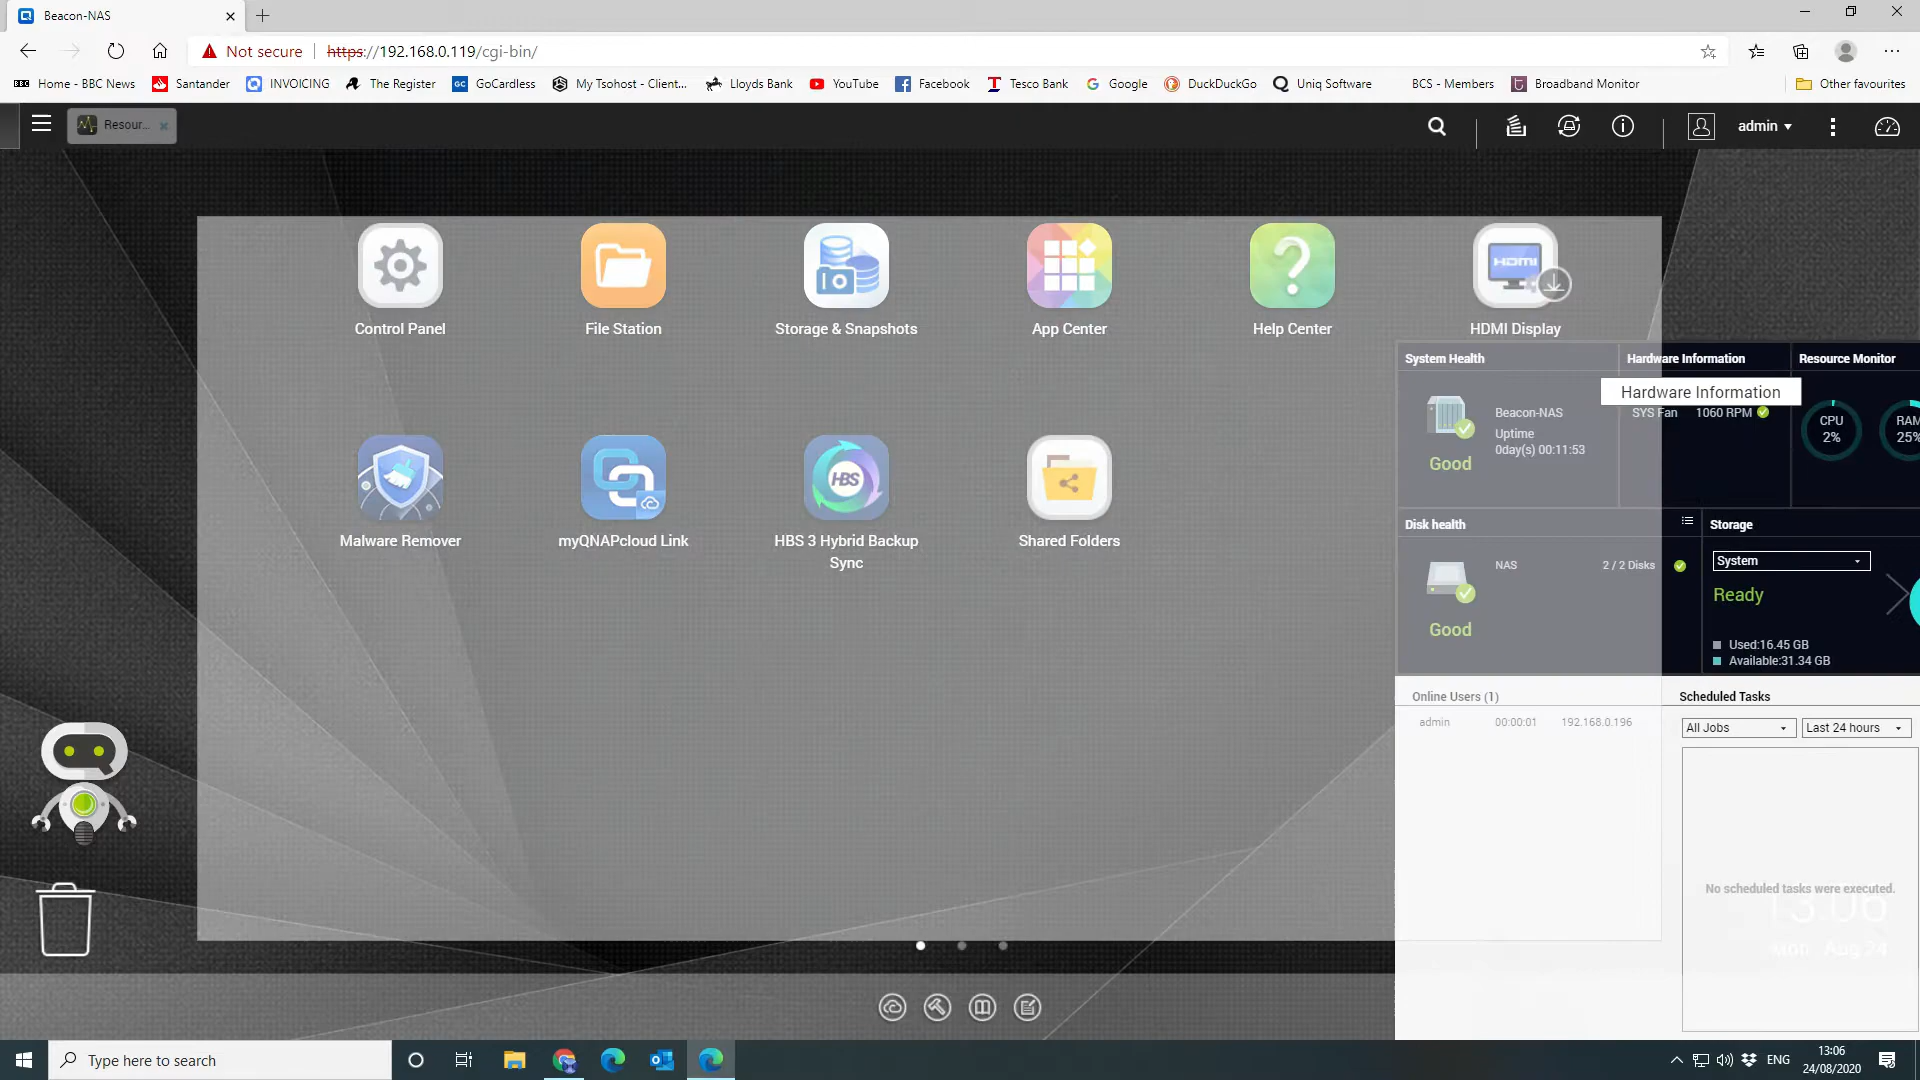 Beacon-NAS
Not secure
https://192.168.0.119/cgi-bin/
Home - BBC News
Santander
INVOICING
The Register
GoCardless
My Tsohost - Client...
Lloyds Bank
YouTube
Facebook
Tesco Bank
Google
DuckDuckGo
Uniq Software
BCS - Members
Broadband Monitor
Other favourites
Resour...
admin
Control Panel
File Station
Storage & Snapshots
App Center
Help Center
HDMI
HDMI Display
System Health
Hardware Information
Resource Monitor
Hardware Information
Beacon-NAS
SYS Fan 1060 RPM
Uptime
0day(s) 00:11:53
Good
CPU
2%
RAM
25%
Malware Remover
myQNAPcloud Link
HBS
HBS 3 Hybrid Backup
Sync
Shared Folders
Disk health
Storage
NAS 2 / 2 Disks
Good
System
Ready
Used:16.45 GB
Available:31.34 GB
Online Users (1)
admin 00:00:01 192.168.0.196
Scheduled Tasks
All Jobs
Last 24 hours
No scheduled tasks were executed.
13:06
Mon., Aug 24
Type here to search
ENG
13:06
24/08/2020